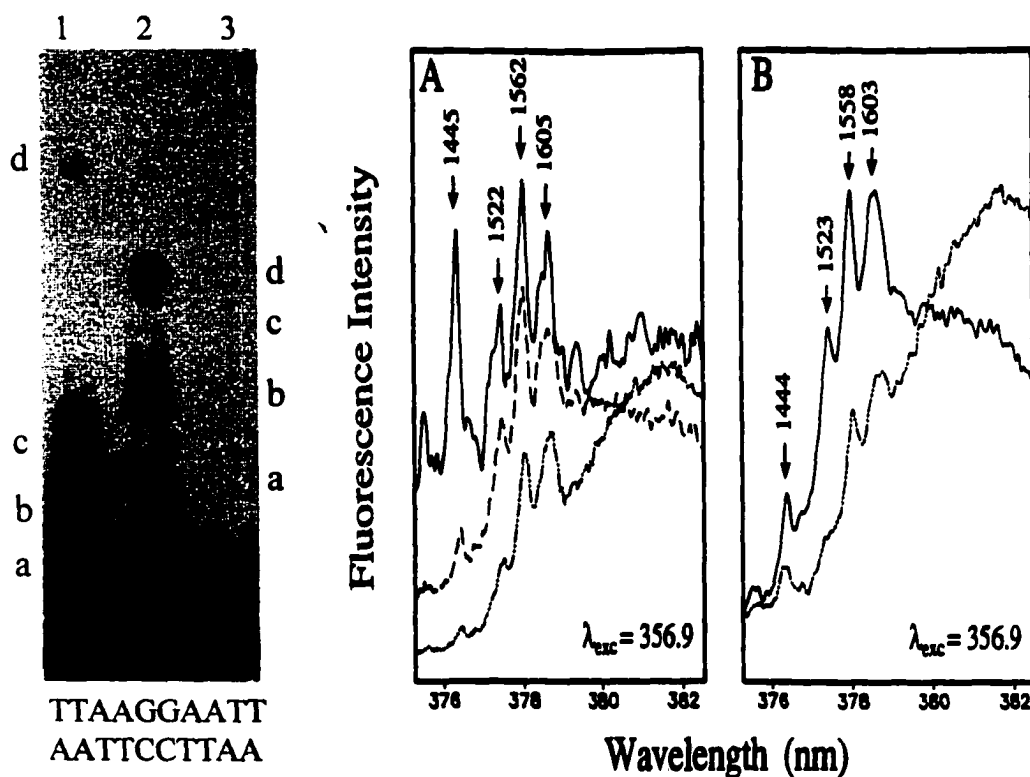 1 2 3
d
d
c
b
c
a
b
a
TTAAGGAATT
AATTCCTTAA
Fluorescence Intensity
A
1445
1522
1562
1605
λexc = 356.9
376 378 380 382
B
1444
1523
1558
1603
λexc = 356.9
376 378 380 382
Wavelength (nm)